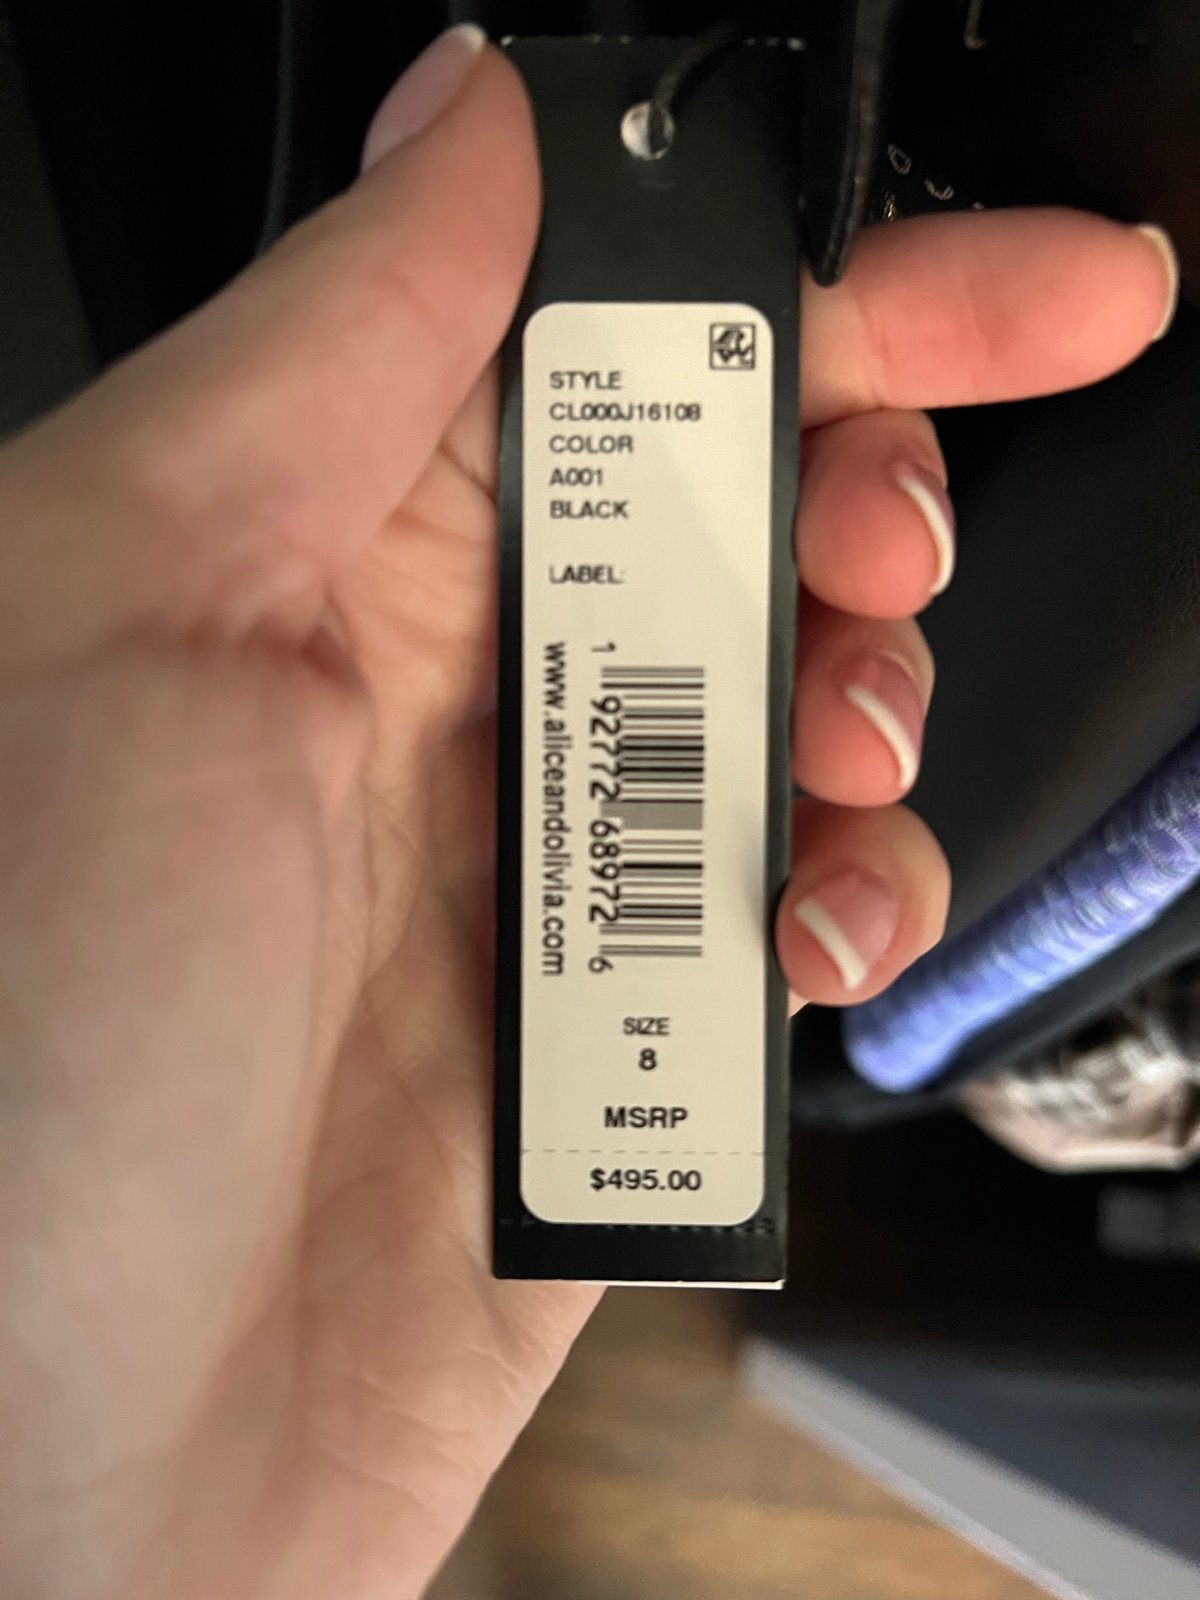 STYLE
CL000J16108
COLOR
A001
BLACK
LABEL:
1 92772 68972 6
www.aliceandolivia.com
SIZE
8
MSRP
$495.00